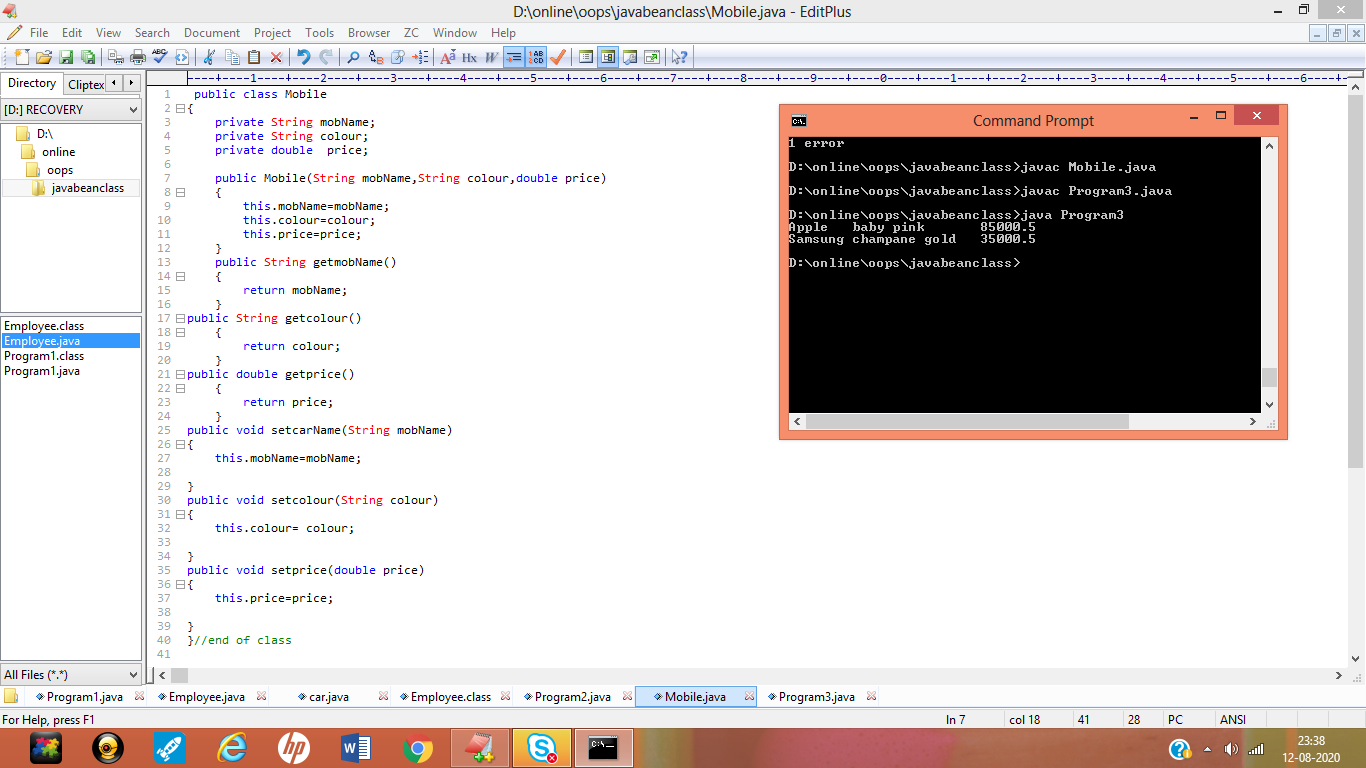 D:\online\oops\javabeanclass\Mobile.java - EditPlus
File Edit View Search Document Project Tools Browser ZC Window Help
Directory Cliptex
----+----1----+----2----+----3----+----4----+----5----+----6----+----7----+----8----+----9----+----0----+----1----+----2----+----3----+----4----+----5----+----6----+--
[D:] RECOVERY
D:\
online
oops
javabeanclass
Employee.class
Employee.java
Program1.class
Program1.java
All Files (*.*)
1 public class Mobile
2 {
3 private String mobName;
4 private String colour;
5 private double  price;
6
7 public Mobile(String mobName,String colour,double price)
8 {
9 this.mobName=mobName;
10 this.colour=colour;
11 this.price=price;
12 }
13 public String getmobName()
14 {
15 return mobName;
16 }
17 public String getcolour()
18 {
19 return colour;
20 }
21 public double getprice()
22 {
23 return price;
24 }
25 public void setcarName(String mobName)
26 {
27 this.mobName=mobName;
28
29 }
30 public void setcolour(String colour)
31 {
32 this.colour= colour;
33
34 }
35 public void setprice(double price)
36 {
37 this.price=price;
38
39 }
40 }//end of class
41
Command Prompt
1 error
D:\online\oops\javabeanclass>javac Mobile.java
D:\online\oops\javabeanclass>javac Program3.java
D:\online\oops\javabeanclass>java Program3
Apple   baby pink       85000.5
Samsung champane gold   35000.5
D:\online\oops\javabeanclass>
Program1.java Employee.java car.java Employee.class Program2.java Mobile.java Program3.java
For Help, press F1 ln 7 col 18 41 28 PC ANSI
23:38
12-08-2020